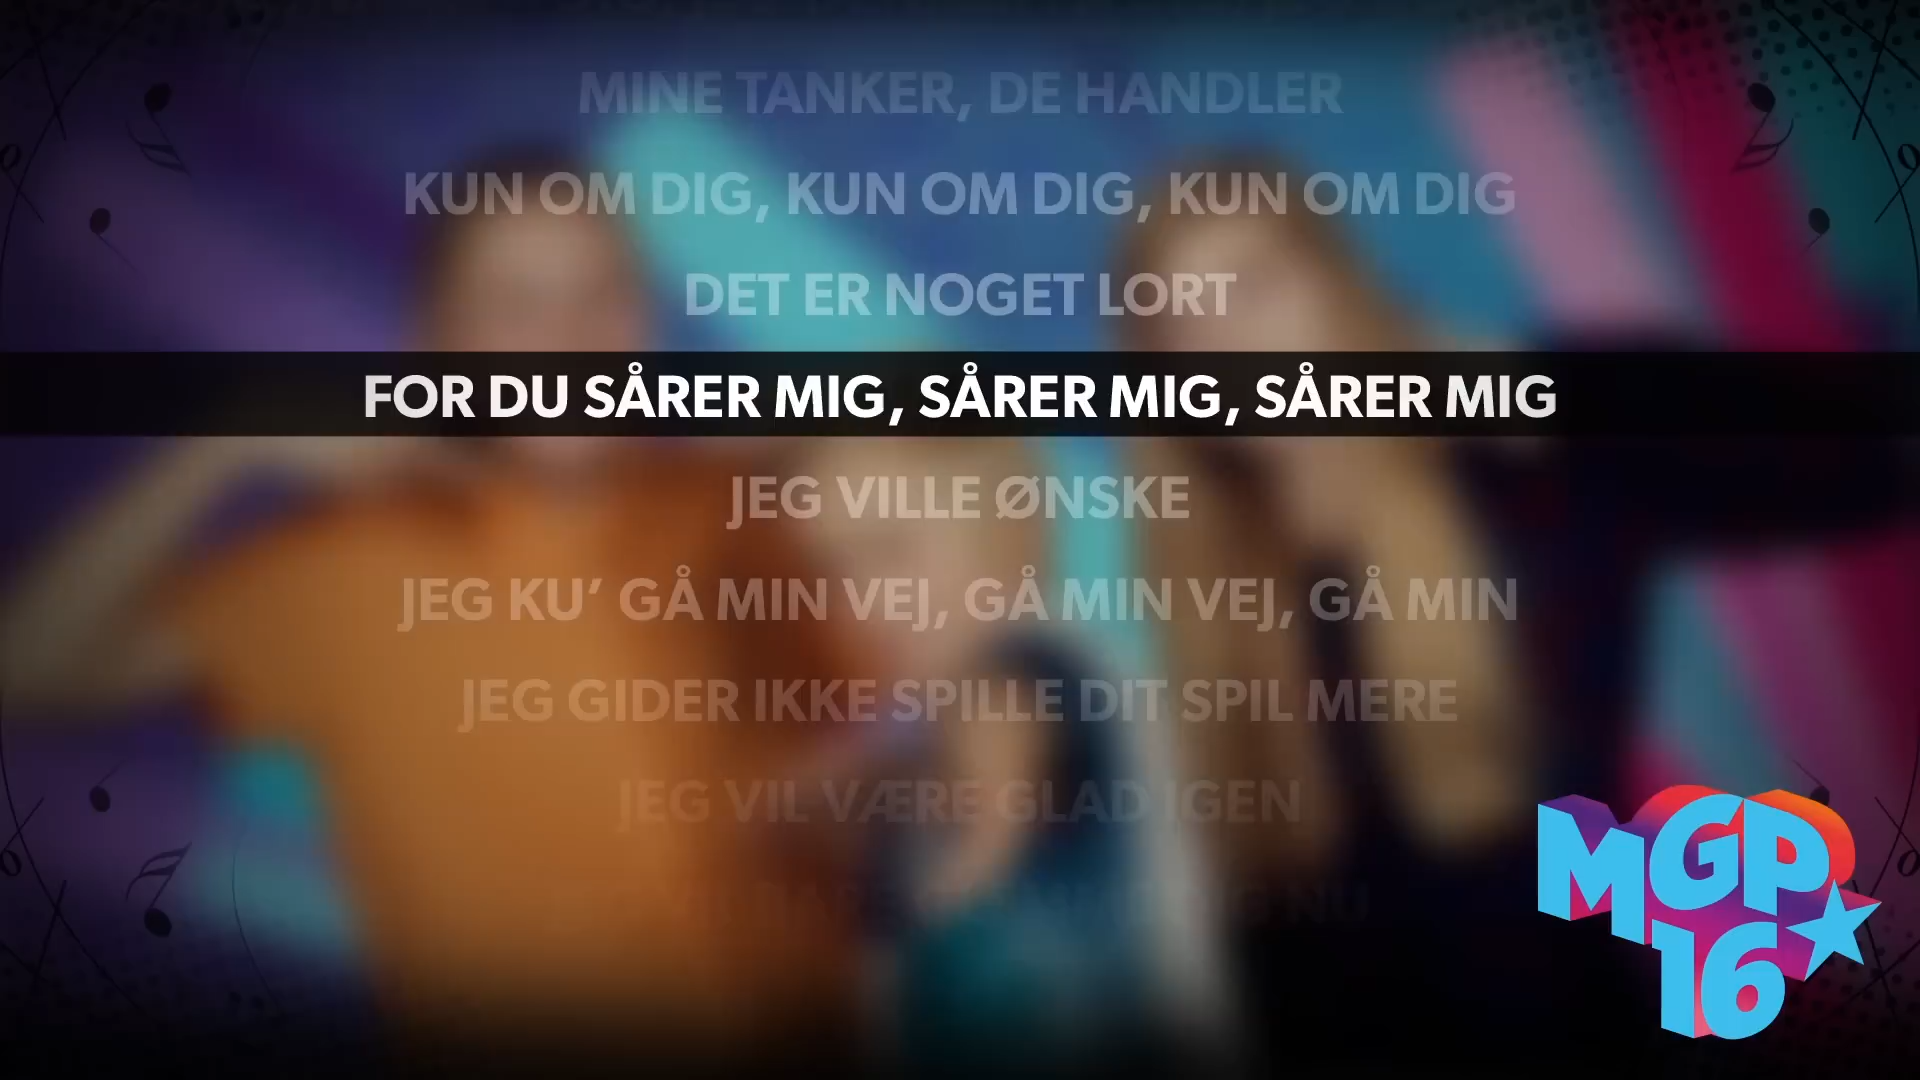 MINE TANKER, DE HANDLER
KUN OM DIG, KUN OM DIG, KUN OM DIG
DET ER NOGET LORT
FOR DU SÅRER MIG, SÅRER MIG, SÅRER MIG
JEG VILLE ØNSKE
JEG KU’ GÅ MIN VEJ, GÅ MIN VEJ, GÅ MIN
JEG GIDER IKKE SPILLE DIT SPIL MERE
JEG VIL VÆRE GLAD IGEN
NU
MGP
16